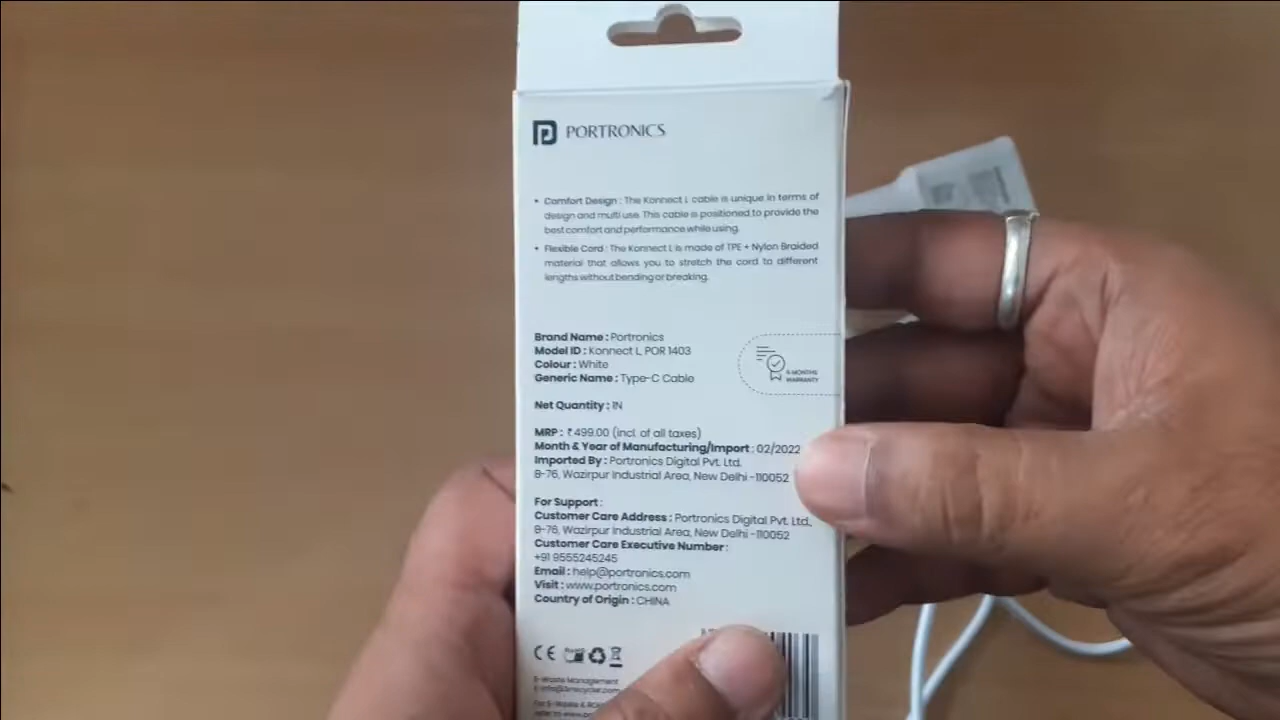 PORTRONICS
• Comfort Design : The Konnect L cable is unique in terms of
design and multi use. This cable is positioned to provide the
best comfort and performance while using.
• Flexible Cord : The Konnect L is made of TPE + Nylon Braided
material that allows you to stretch the cord to different
lengths without bending or breaking.
Brand Name : Portronics
Model ID : Konnect L, POR 1403
Colour : White
Generic Name : Type-C Cable
MONTHS
WARRANTY
Net Quantity : 1N
MRP : ₹ 499.00 (incl. of all taxes)
Month & Year of Manufacturing/Import : 02/2022
Imported By : Portronics Digital Pvt. Ltd.
B-76, Wazirpur Industrial Area, New Delhi -110052
For Support :
Customer Care Address : Portronics Digital Pvt. Ltd.,
B-76, Wazirpur Industrial Area, New Delhi -110052
Customer Care Executive Number :
+91 9555245245
Email : help@portronics.com
Visit : www.portronics.com
Country of Origin : CHINA
CE
E-Waste Management